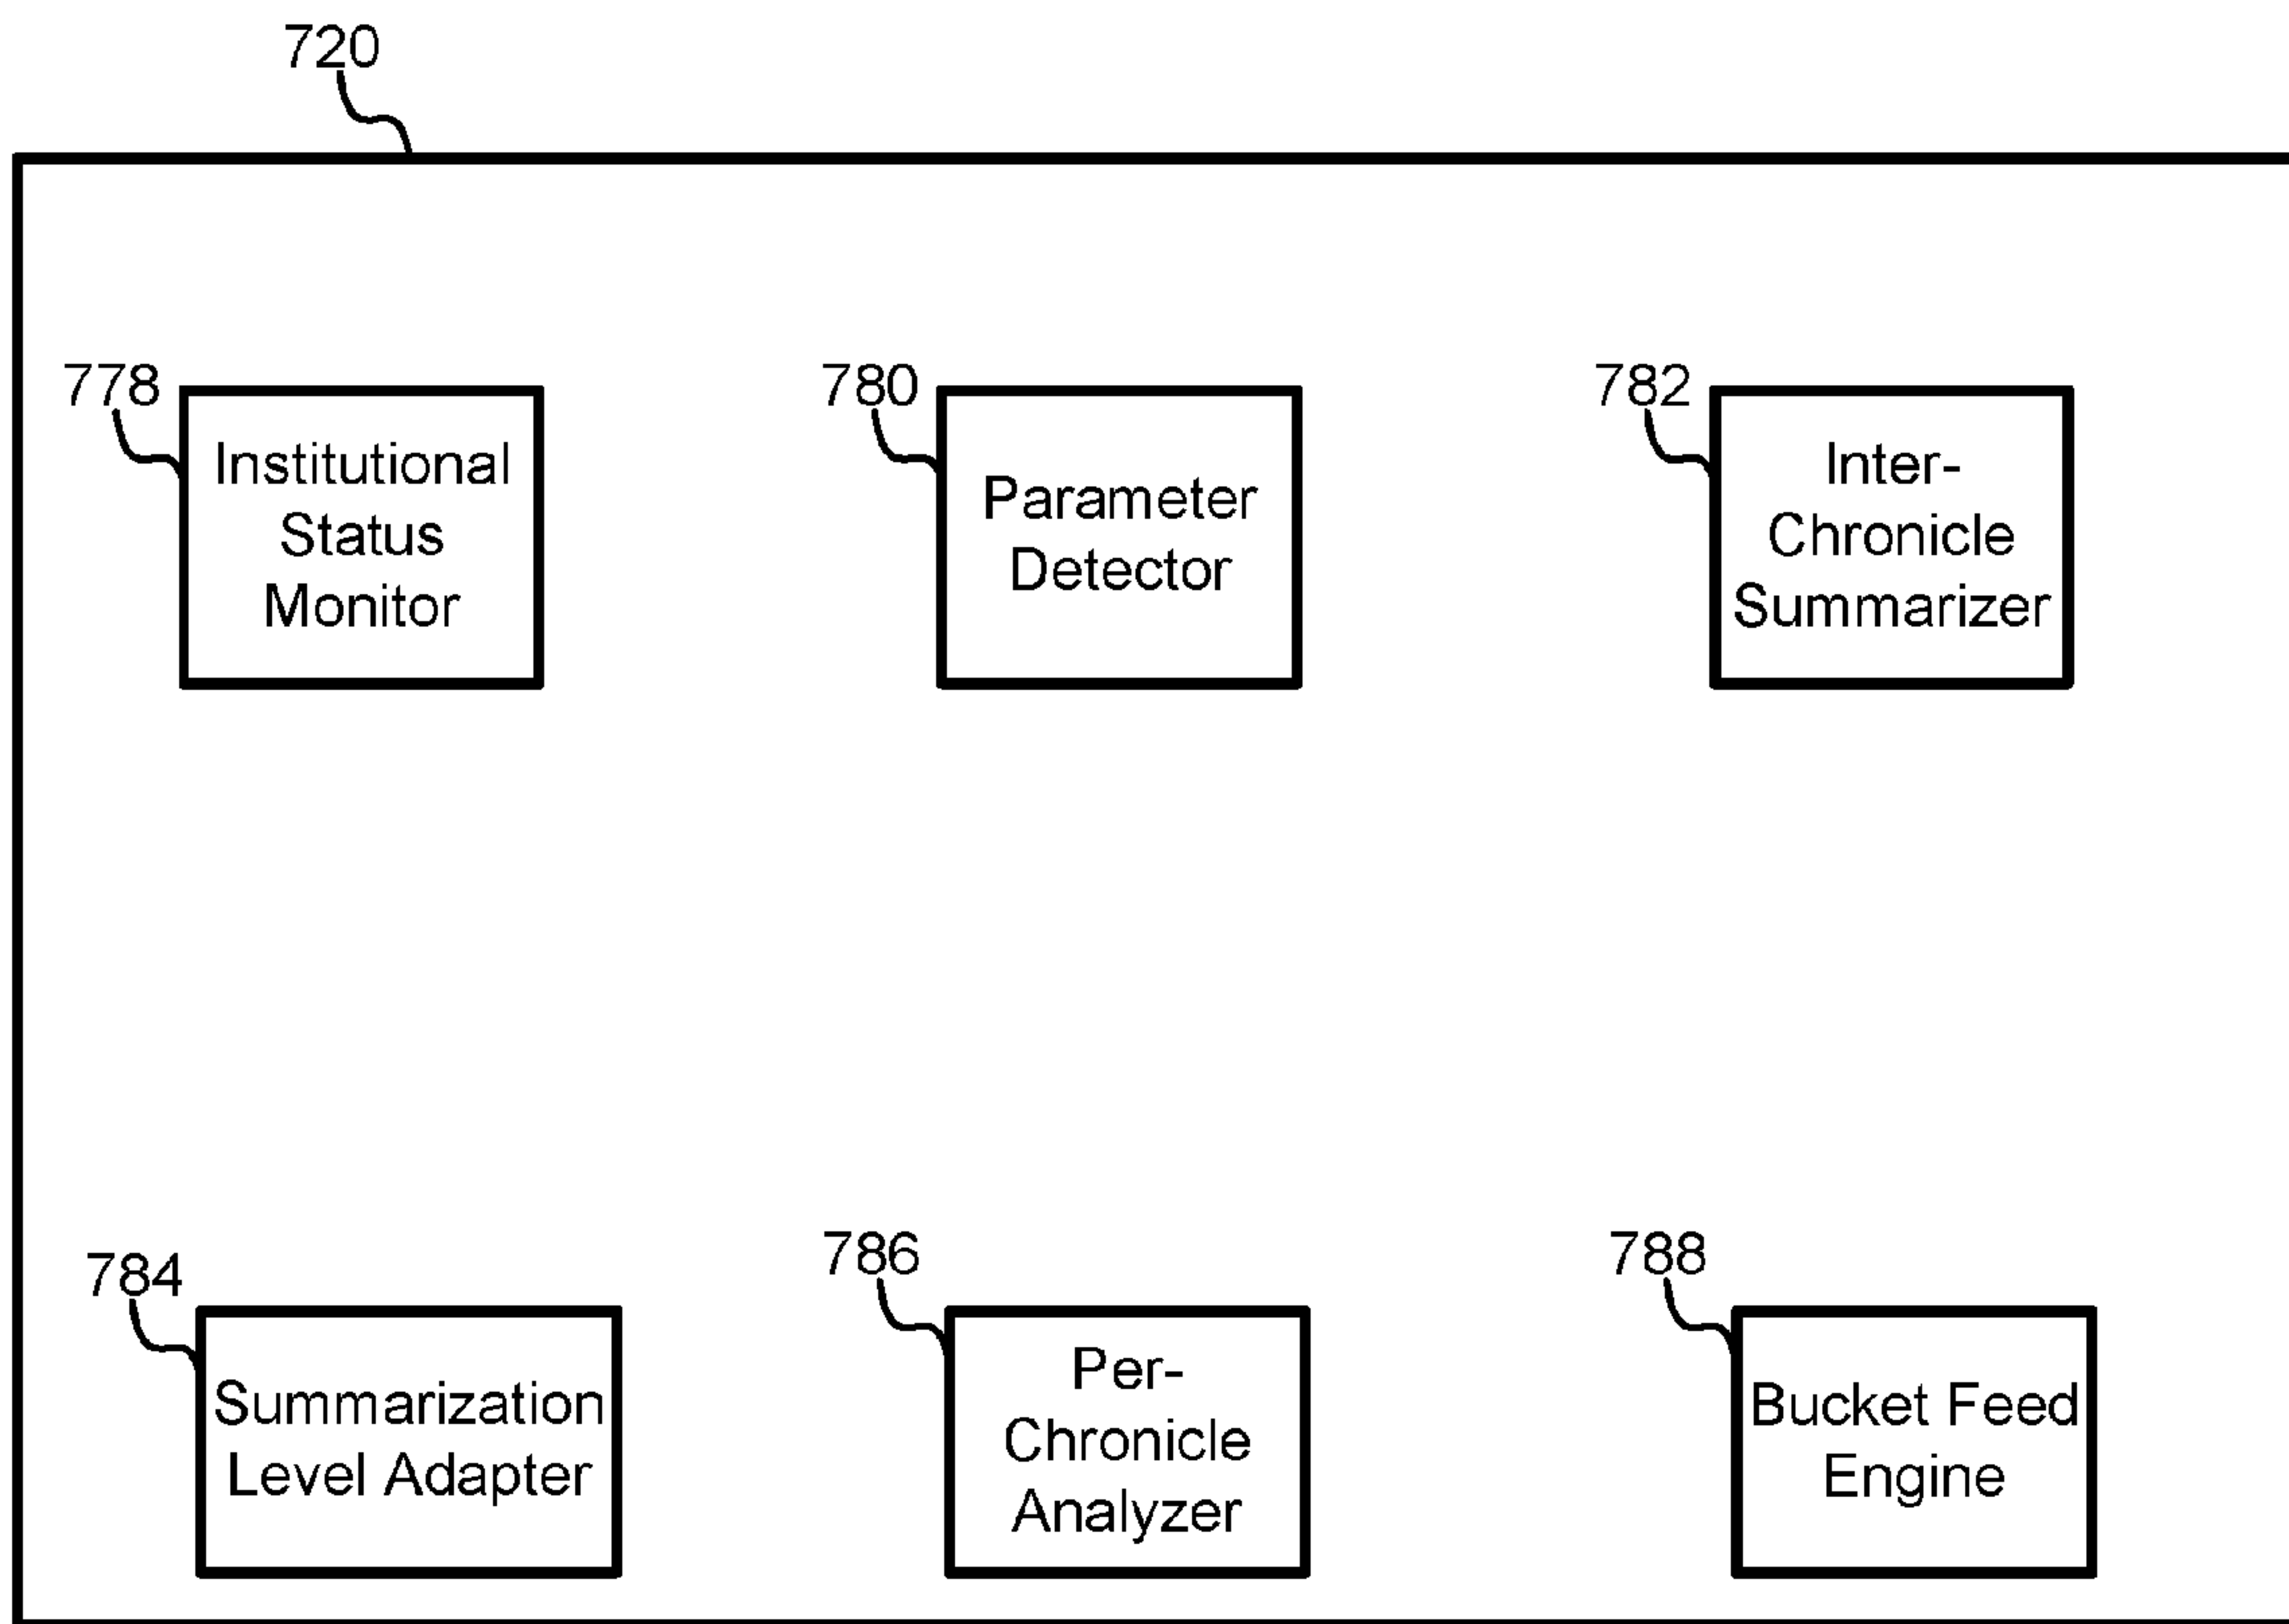 720
778
Institutional
Status
Monitor
780
Parameter
Detector
782
Inter-
Chronicle
Summarizer
784
Summarization
Level Adapter
786
Per-
Chronicle
Analyzer
788
Bucket Feed
Engine